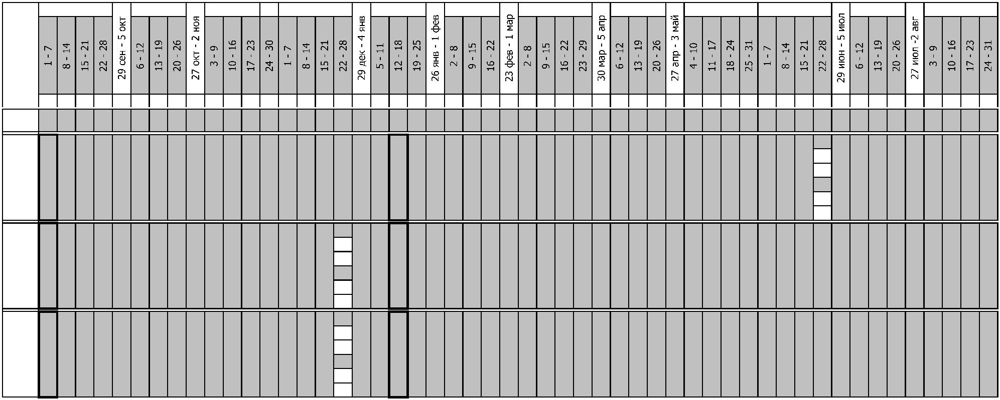 1 - 7
8 - 14
15 - 21
22 - 28
29 сен - 5 окт
6 - 12
13 - 19
20 - 26
27 окт - 2 ноя
3 - 9
10 - 16
17 - 23
24 - 30
1 - 7
8 - 14
15 - 21
22 - 28
29 дек - 4 янв
5 - 11
12 - 18
19 - 25
26 янв - 1 фев
2 - 8
9 - 15
16 - 22
23 фев - 1 мар
2 - 8
9 - 15
16 - 22
23 - 29
30 мар - 5 апр
6 - 12
13 - 19
20 - 26
27 апр - 3 май
4 - 10
11 - 17
18 - 24
25 - 31
1 - 7
8 - 14
15 - 21
22 - 28
29 июн - 5 июл
6 - 12
13 - 19
20 - 26
27 июл -2 авг
3 - 9
10 - 16
17 - 23
24 - 31